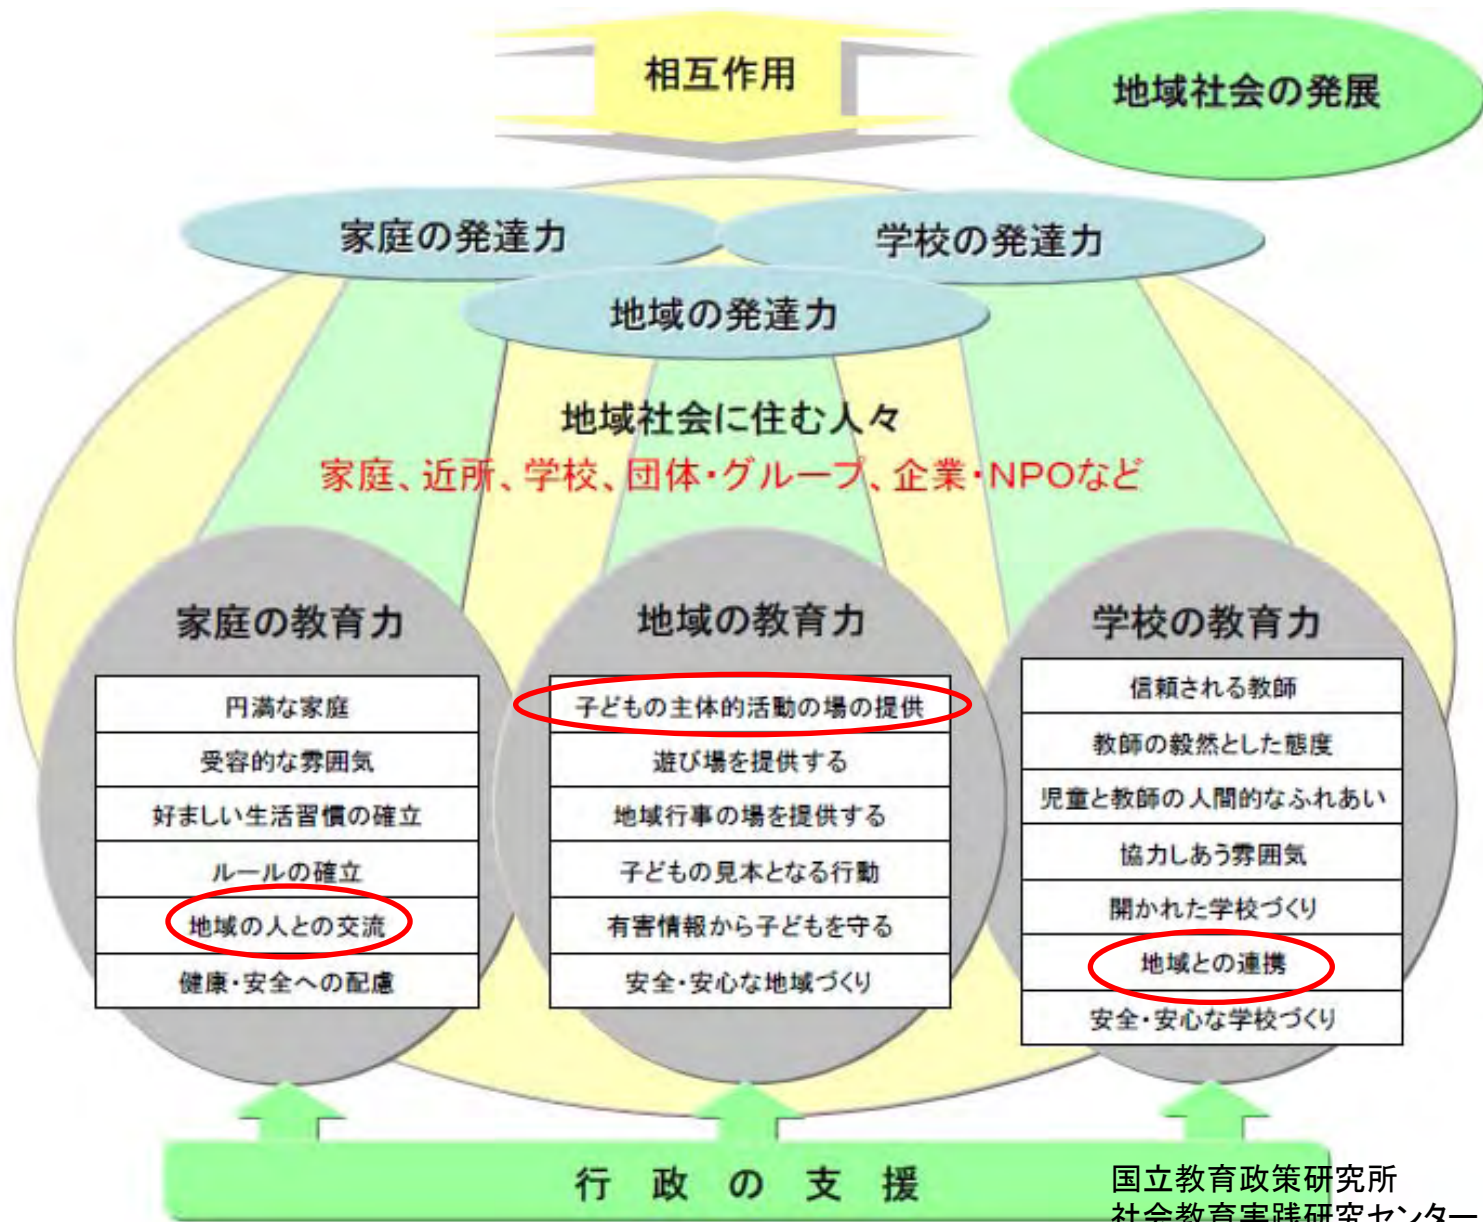 相互作用
地域社会の発展
家庭の発達力
学校の発達力
地域の発達力
地域社会に住む人々
家庭、近所、学校、団体・グループ、企業・NPOなど
家庭の教育力
円満な家庭
受容的な雰囲気
好ましい生活習慣の確立
ルールの確立
地域の人との交流
健康・安全への配慮
地域の教育力
子どもの主体的活動の場の提供
遊び場を提供する
地域行事の場を提供する
子どもの見本となる行動
有害情報から子どもを守る
安全・安心な地域づくり
学校の教育力
信頼される教師
教師の毅然とした態度
児童と教師の人間的なふれあい
協力しあう雰囲気
開かれた学校づくり
地域との連携
安全・安心な学校づくり
行政の支援
国立教育政策研究所
社会教育実践研究センター